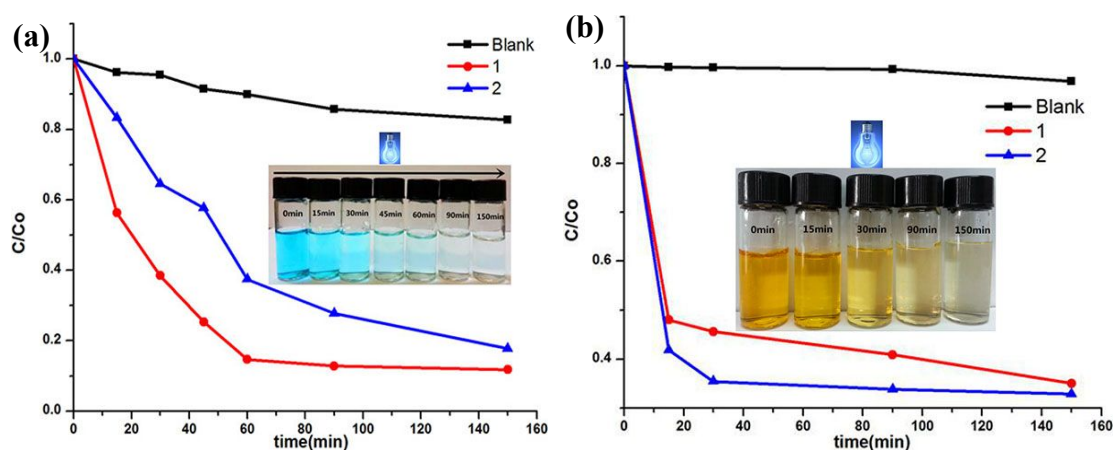 (a)
Blank
1
2
1.0
0.8
0.6
0.4
0.2
0.0
C/Co
0min 15min 30min 45min 60min 90min 150min
0 20 40 60 80 100 120 140 160
time(min)
(b)
Blank
1
2
1.0
0.8
0.6
0.4
C/Co
0min 15min 30min 90min 150min
0 20 40 60 80 100 120 140 160
time(min)